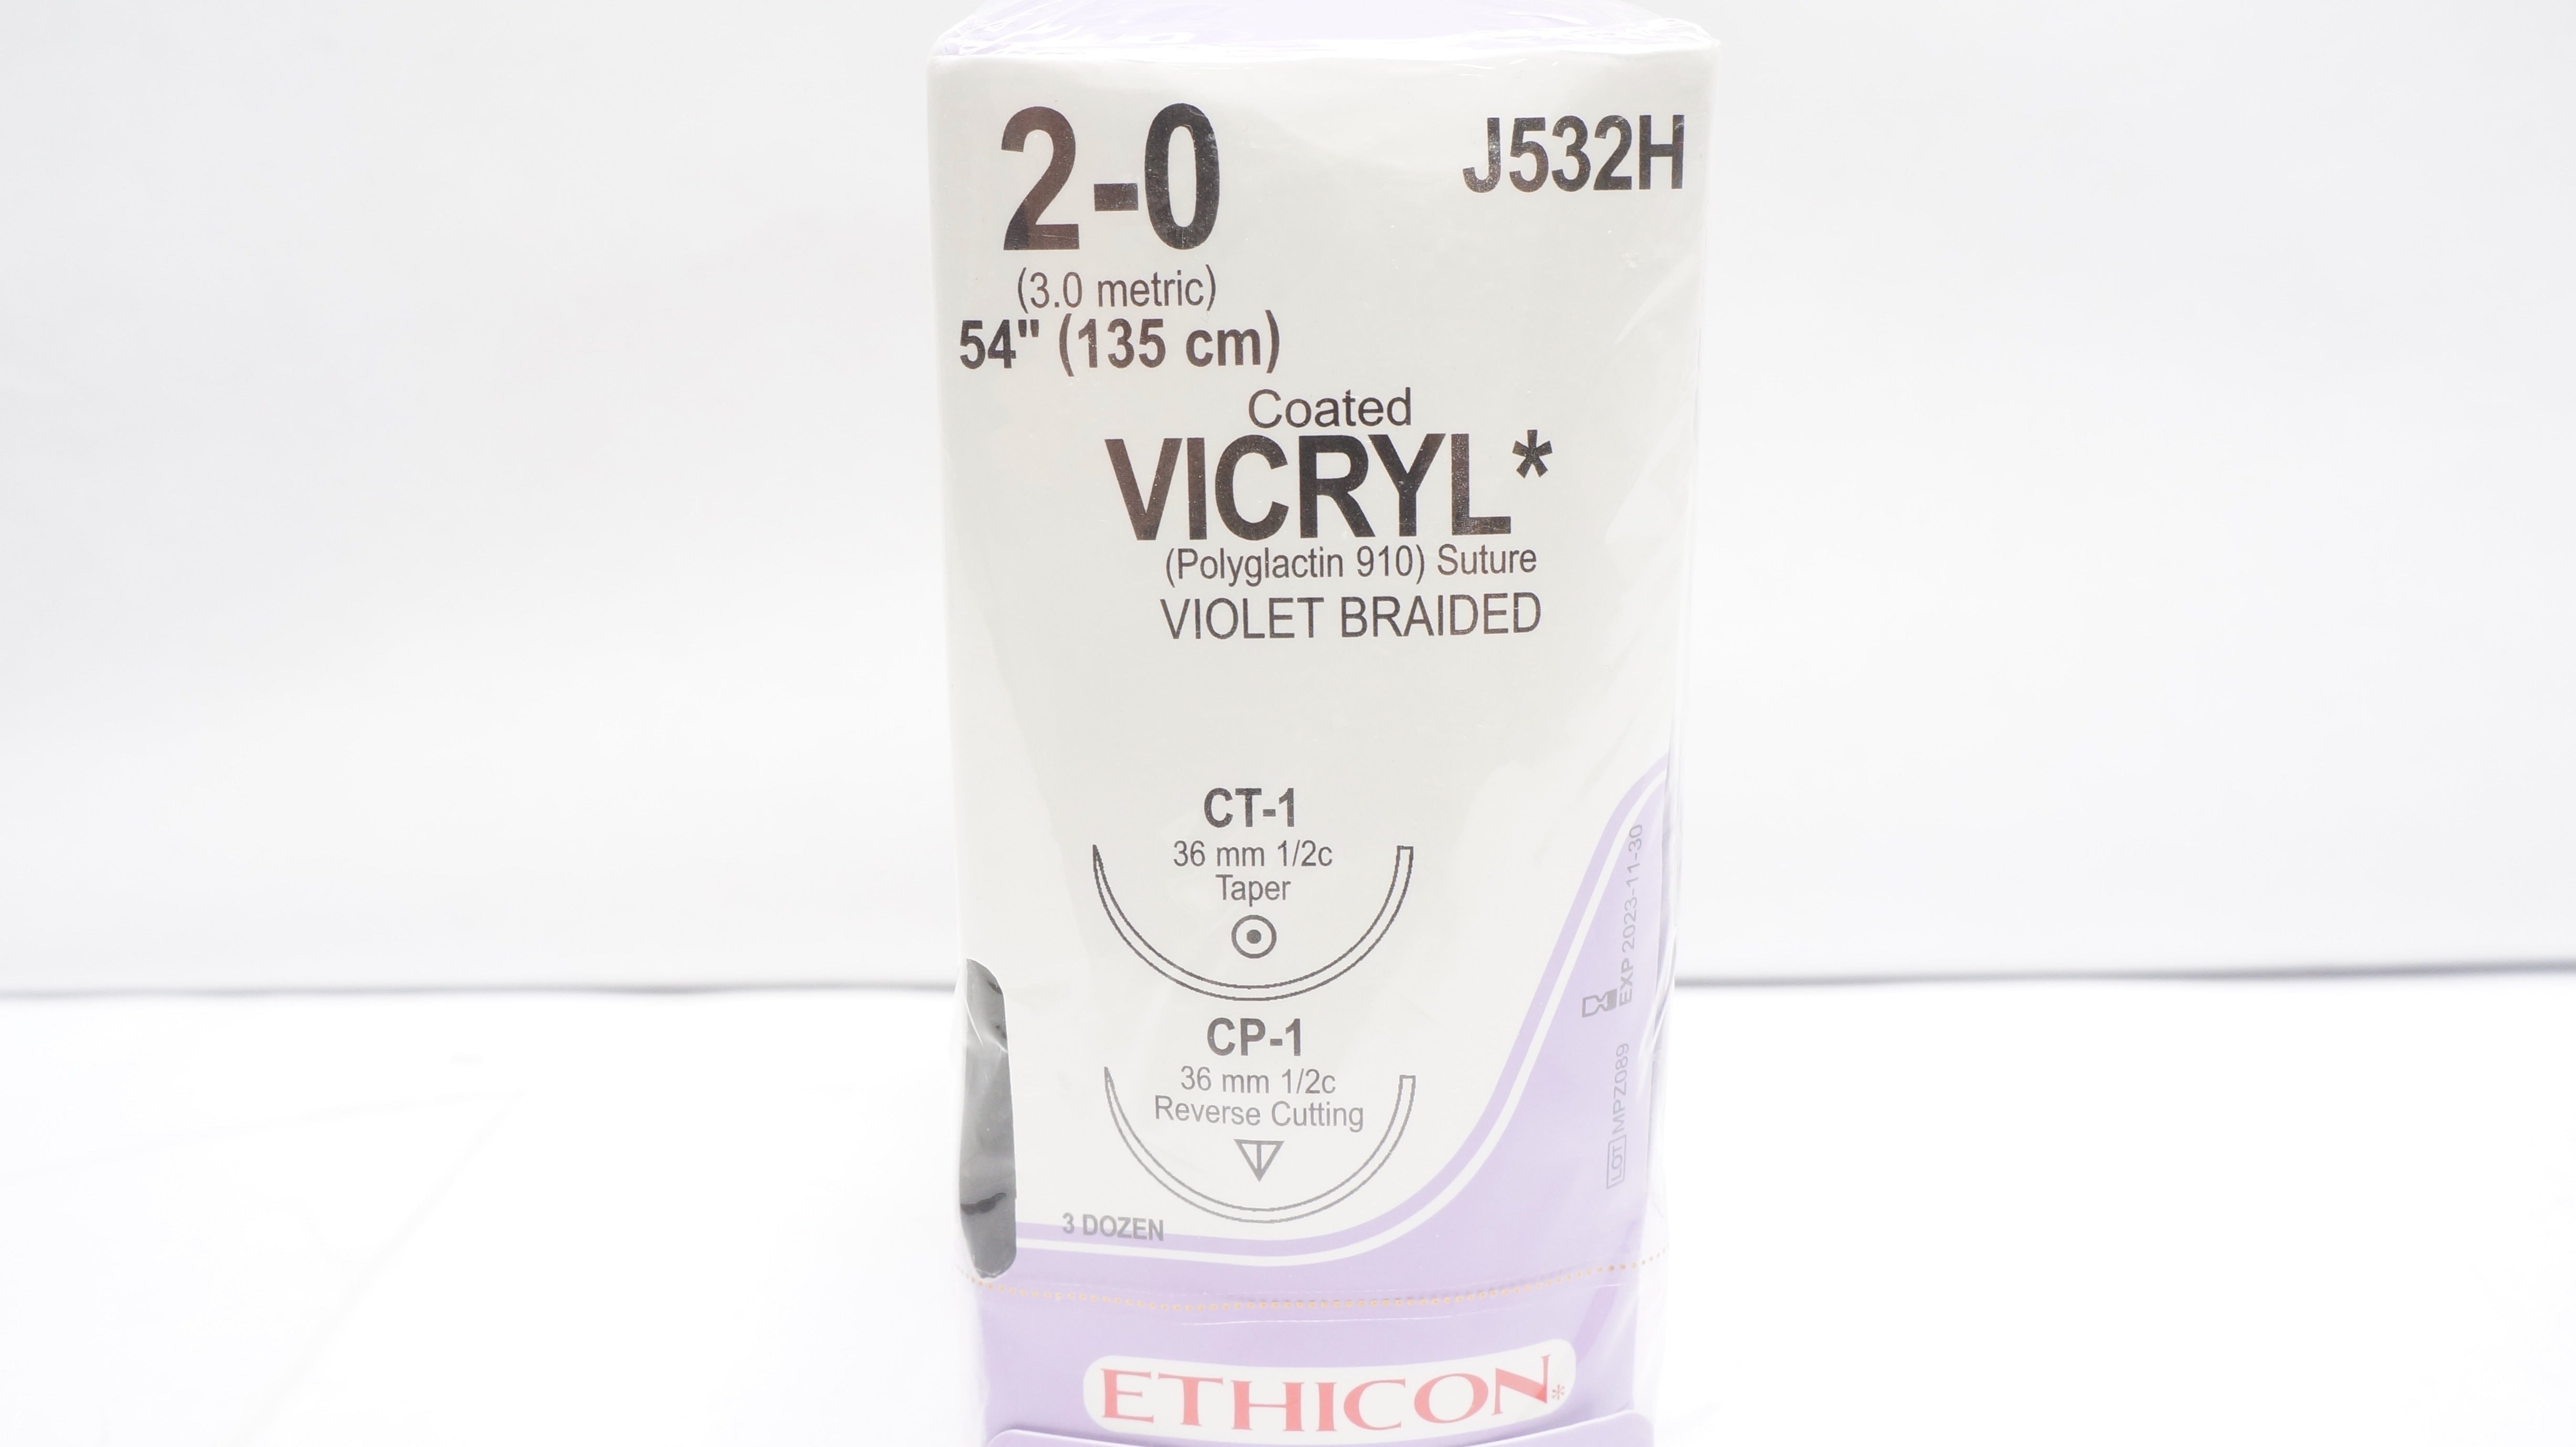 2-0
J532H
(3.0 metric)
54" (135 cm)
Coated
VICRYL*
(Polyglactin 910) Suture
VIOLET BRAIDED
CT-1
36 mm 1/2c
Taper
CP-1
36 mm 1/2c
Reverse Cutting
3 DOZEN
LOT MPZ089 EXP 2023-11-30
ETHICON*